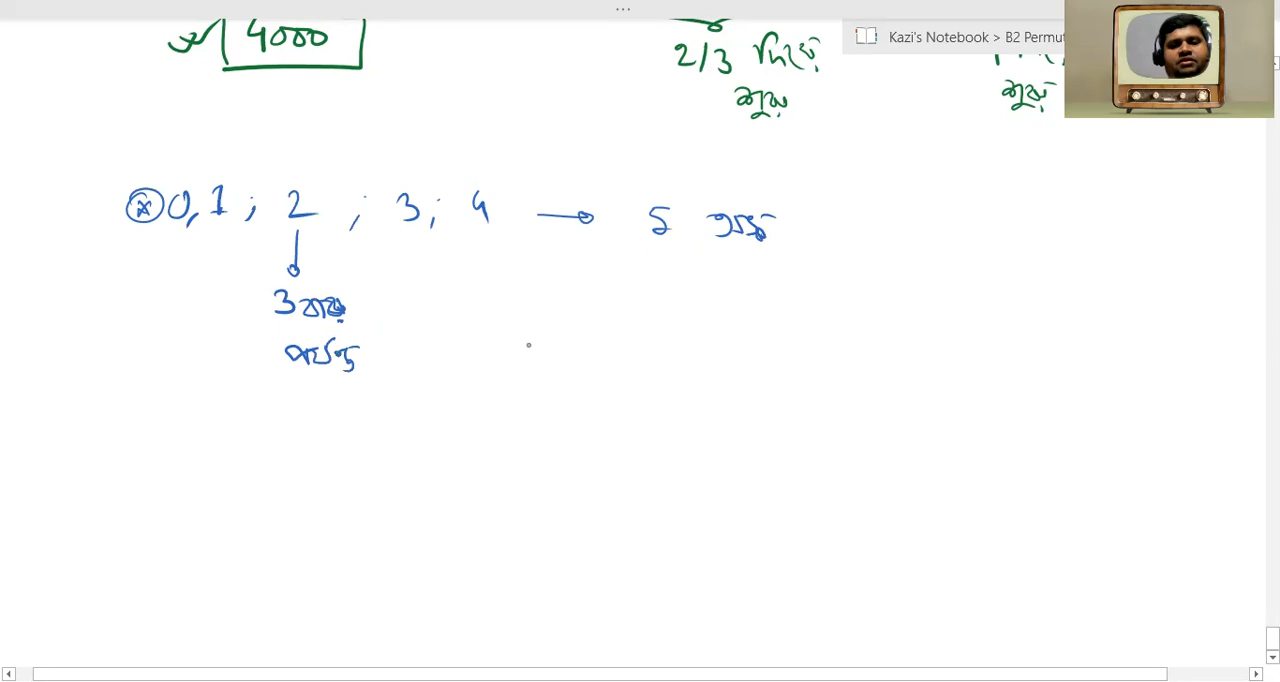 ...
4000
2/3 দিয়ে
শুরু
শুরু
Kazi's Notebook > B2 Permut
⊛ 0, 1 ; 2 ; 3 ; 4 → 5 অঙ্ক
3 বার
পর্যন্ত